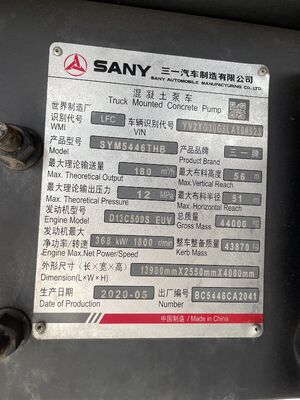 SANY 三一汽车制造有限公司
SANY AUTOMOBILE MANUFACTURING CO.,LTD.
混凝土泵车
Truck Mounted Concrete Pump
世界制造厂识别代号 WMI LFC 车辆识别代号 VIN
产品型号 Model SYM5446THB 产品品牌 Product Brand 三一牌
最大理论输送量 Max. Theoretical Output 180 m³/h 最大布料高度 Max.Vertical Reach 56 m
最大理论输出压力 Max. Theoretical Pressure 12 MPa 最大布料半径 Max. Horizontal Reach 51 m
发动机型号 Engine Model D13C500S EUV 总质量 Gross Mass 44000 kg
发动机最大净功率/转速 Engine Max.Net Power/Speed 368 kW/ 1800 r/min 整车整备质量 Kerb Mass 43870 kg
外形尺寸(长×宽×高) Dimension(L×W×H) 13900mmX2550mmX4000mm
生产日期 Date of Production 2020-05 出厂编号 Number BC5446CA2041
中国制造 / Made in China